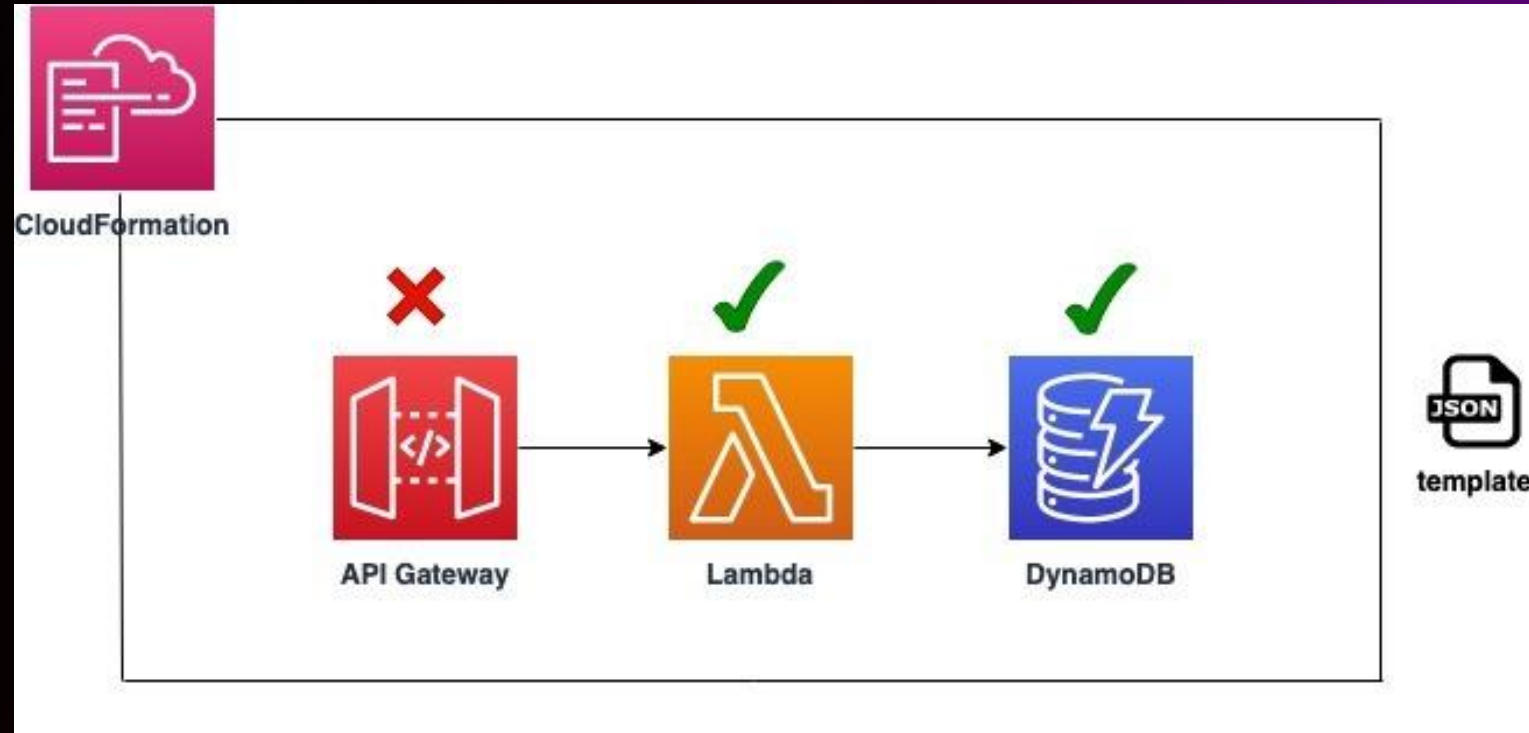 CloudFormation
</>
JSON
template
API Gateway
Lambda
DynamoDB